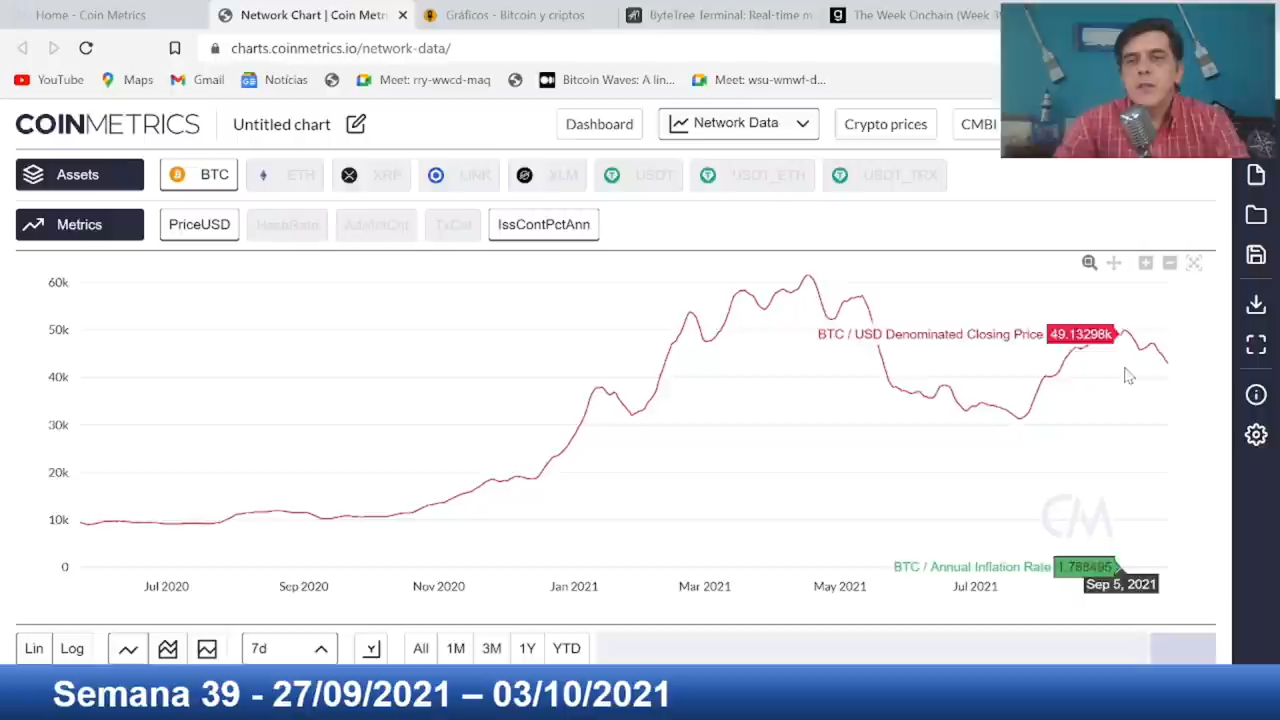 Home - Coin Metrics
Network Chart | Coin Metr
Gráficos - Bitcoin y criptos
ByteTree Terminal: Real-time m
The Week Onchain (Week 3
charts.coinmetrics.io/network-data/
YouTube
Maps
Gmail
Notícias
Meet: rry-wwcd-maq
Bitcoin Waves: A lin...
Meet: wsu-wmwf-d...
COINMETRICS
Untitled chart
Dashboard
Network Data
Crypto prices
CMBI
Assets
BTC
ETH
XRP
LINK
XLM
USDT
USDT_ETH
USDT_TRX
Metrics
PriceUSD
HashRate
AdrActCnt
TxCnt
IssContPctAnn
60k
50k
BTC / USD Denominated Closing Price 49.13298k
40k
30k
20k
10k
CM
0
BTC / Annual Inflation Rate 1.788495
Jul 2020
Sep 2020
Nov 2020
Jan 2021
Mar 2021
May 2021
Jul 2021
Sep 5, 2021
Lin
Log
7d
All
1M
3M
1Y
YTD
Semana 39 - 27/09/2021 – 03/10/2021